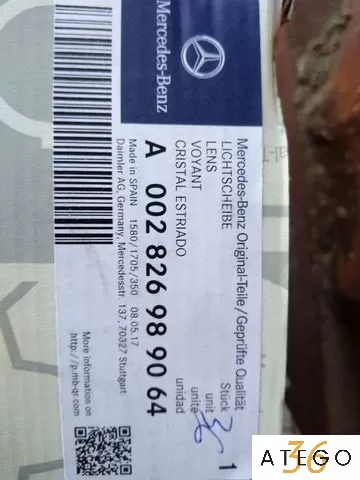 Mercedes-Benz
Mercedes-Benz Original-Teile/Geprüfte Qualität
LICHTSCHEIBE
LENS
VOYANT
CRISTAL ESTRIADO
Stück
unit
unité
unidad
1
A 002 826 98 90 64
Made in SPAIN 1580/1705/350 08.05.17
Daimler AG, Germany, Mercedesstr. 137, 70327 Stuttgart
More information on
http://p.mb-qr.com
36
ATEGO